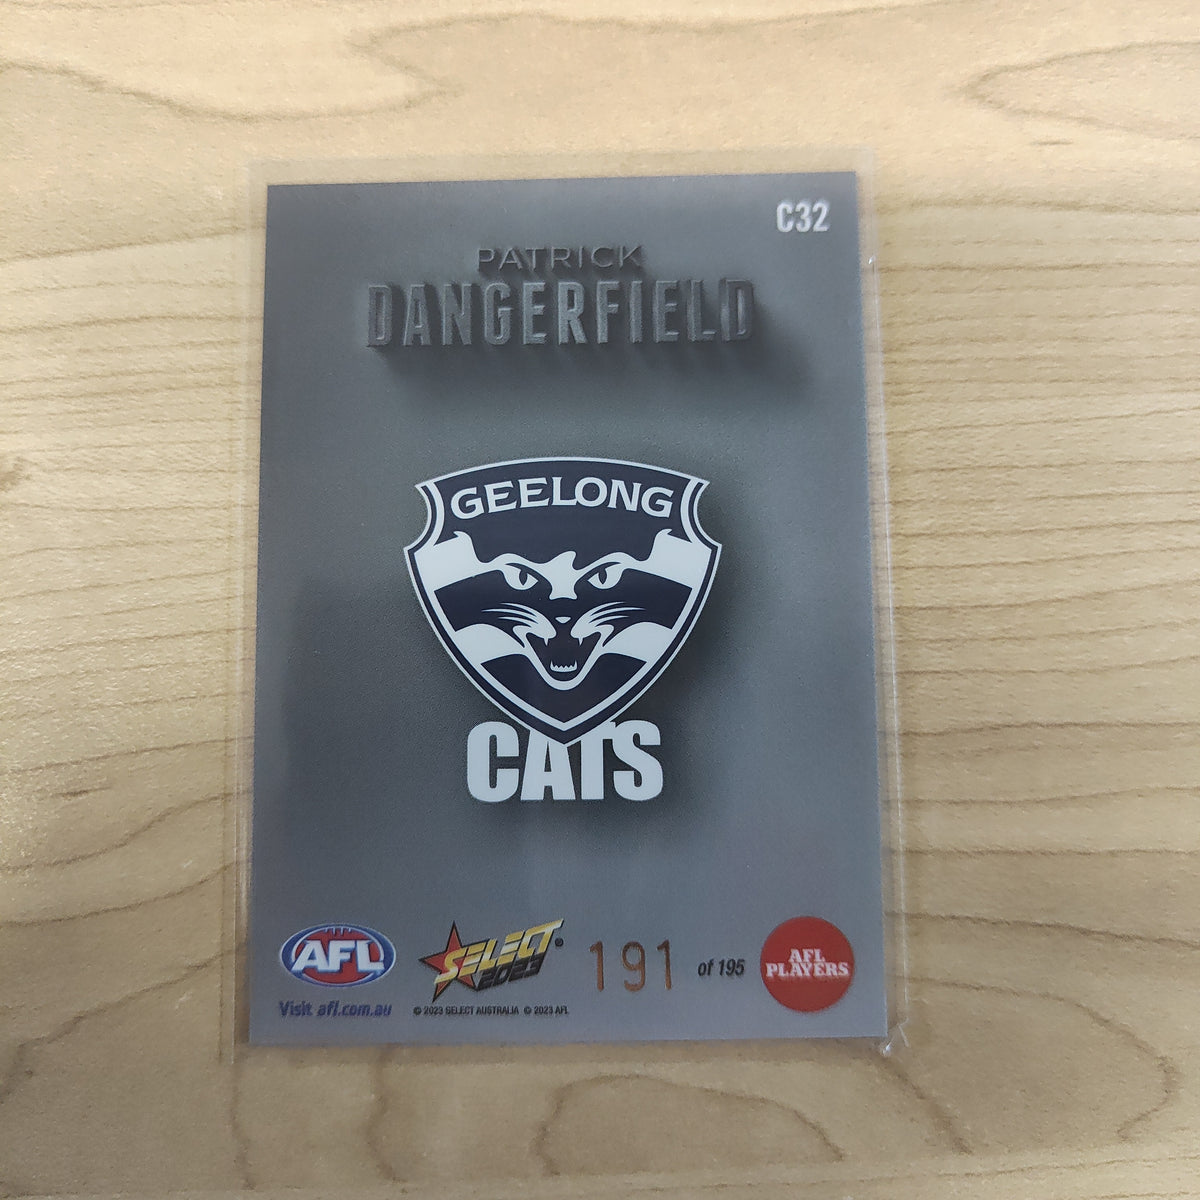 C32
PATRICK
DANGERFIELD
GEELONG
CATS
AFL
Visit afl.com.au
SELECT
2023
© 2023 SELECT AUSTRALIA © 2023 AFL
191 of 195
AFL
PLAYERS